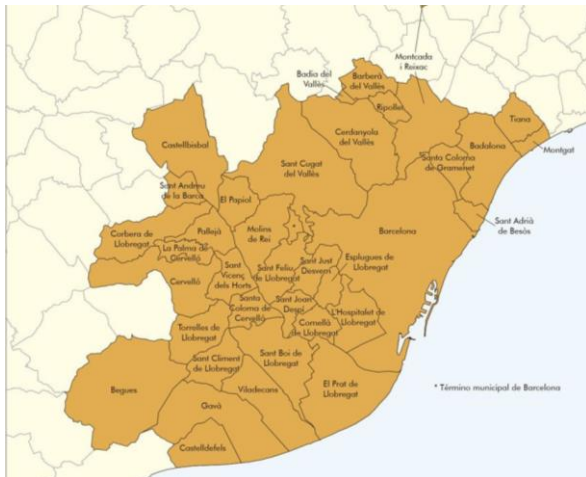 Montcada
i Reixac
Badia del
Vallès
Barberà
del Vallès
Ripollet
Tiana
Montgat
Castellbisbal
Cerdanyola
del Vallès
Badalona
Sant Cugat
del Vallès
Santa Coloma
de Gramenet
Sant Andreu
de la Barca
El Papiol
Sant Adrià
de Besòs
Corbera de
Llobregat
Pallejà
Molins
de Rei
*
Barcelona
La Palma de
Cervelló
Cervelló
Sant
Vicenç
dels Horts
Sant Feliu
de Llobregat
Sant Just
Desvern
Esplugues de
Llobregat
Santa
Coloma de
Cervelló
Sant Joan
Despí
L'Hospitalet de
Llobregat
Torrelles de
Llobregat
Cornellà
de Llobregat
Sant Climent
de Llobregat
Sant Boi de
Llobregat
Begues
Viladecans
El Prat de
Llobregat
* Término municipal de Barcelona
Gavà
Castelldefels